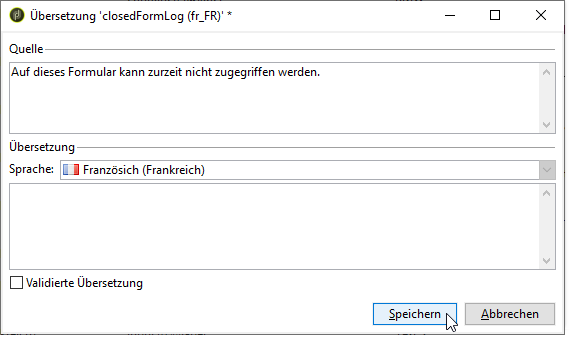 Übersetzung 'closedFormLog (fr_FR)' *
Quelle
Auf dieses Formular kann zurzeit nicht zugegriffen werden.
Übersetzung
Sprache: Französich (Frankreich)
Validierte Übersetzung
Speichern Abbrechen